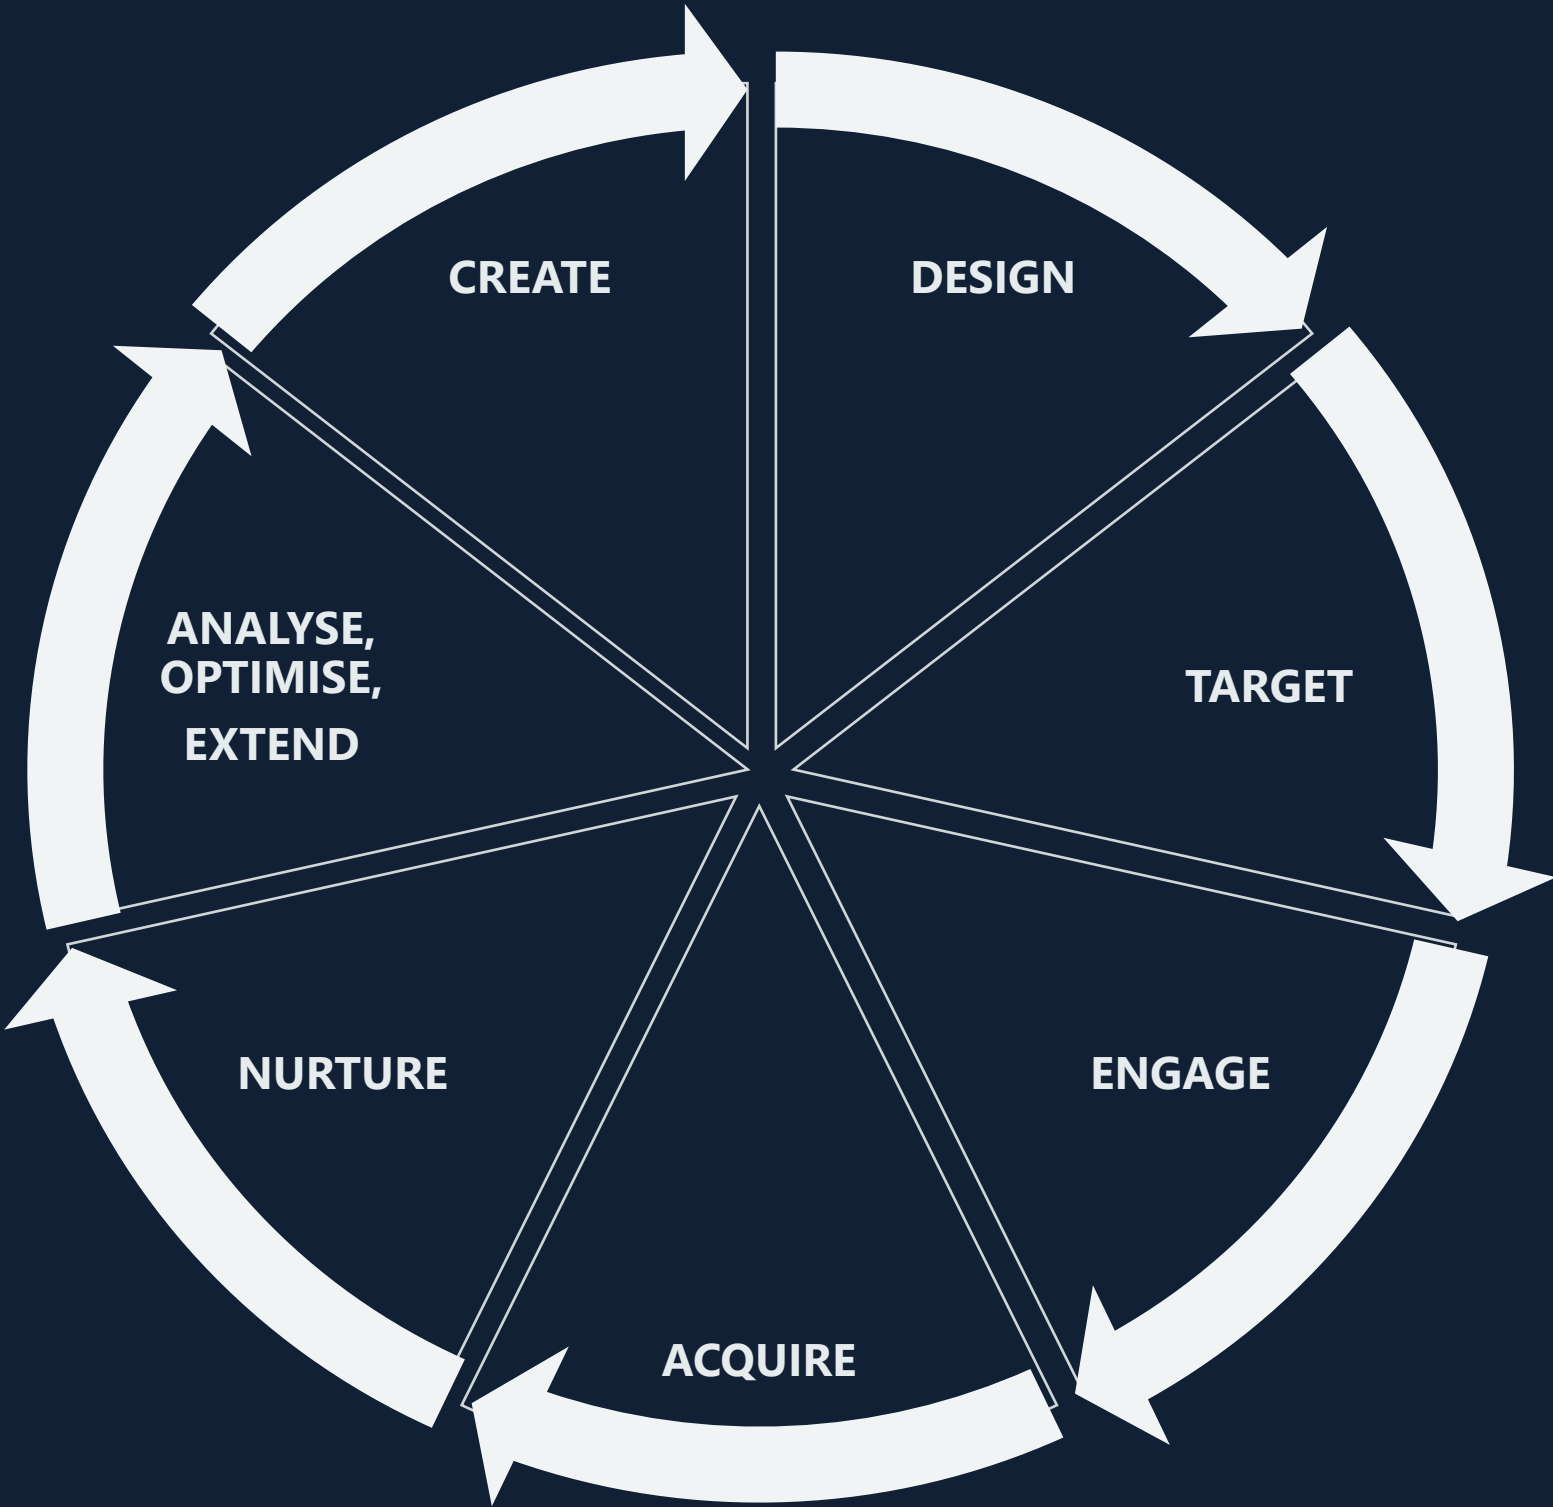 CREATE
DESIGN
ANALYSE,
OPTIMISE,
EXTEND
TARGET
NURTURE
ENGAGE
ACQUIRE